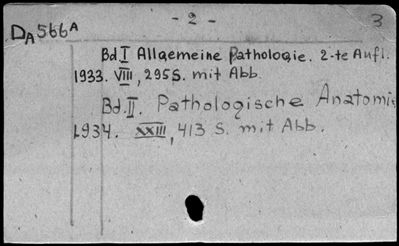 - 2 -
3
DA566A
Bd I Allgemeine Pathologie. 2-te Aufl.
1933. VIII, 295S. mit Abb.
Bd. II. Pathologische Anatomie
1934. XXIII, 413 S. mit Abb.